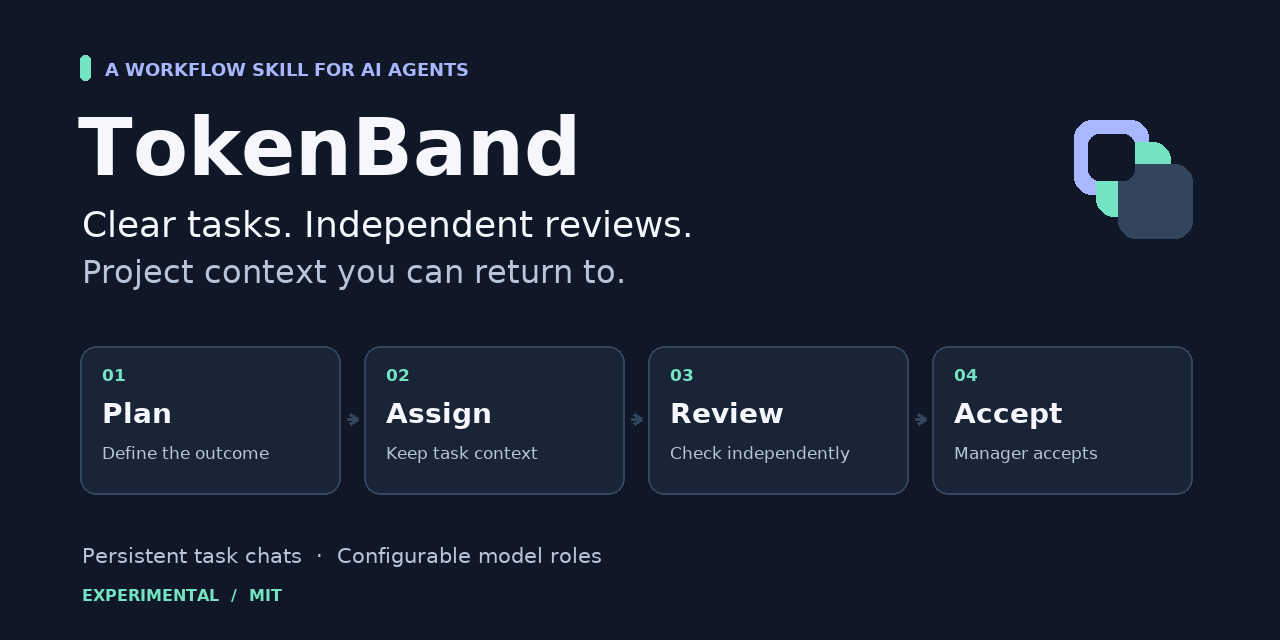 A WORKFLOW SKILL FOR AI AGENTS
TokenBand
Clear tasks. Independent reviews.
Project context you can return to.
01
Plan
Define the outcome
02
Assign
Keep task context
03
Review
Check independently
04
Accept
Manager accepts
Persistent task chats · Configurable model roles
EXPERIMENTAL / MIT